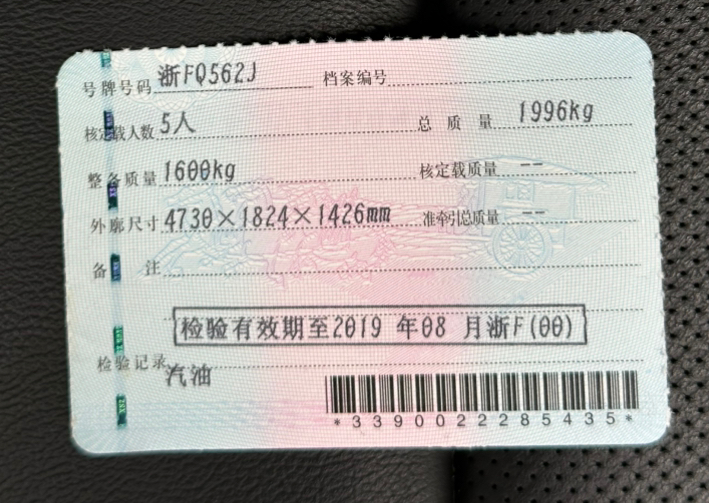 号牌号码 浙FQ562J 档案编号
核定载人数 5人 总质量 1996kg
整备质量 1600kg 核定载质量 --
外廓尺寸 4730×1824×1426mm 准牵引总质量 --
备注
检验有效期至2019 年08 月浙F(00)
检验记录
汽油
*3390022285435*